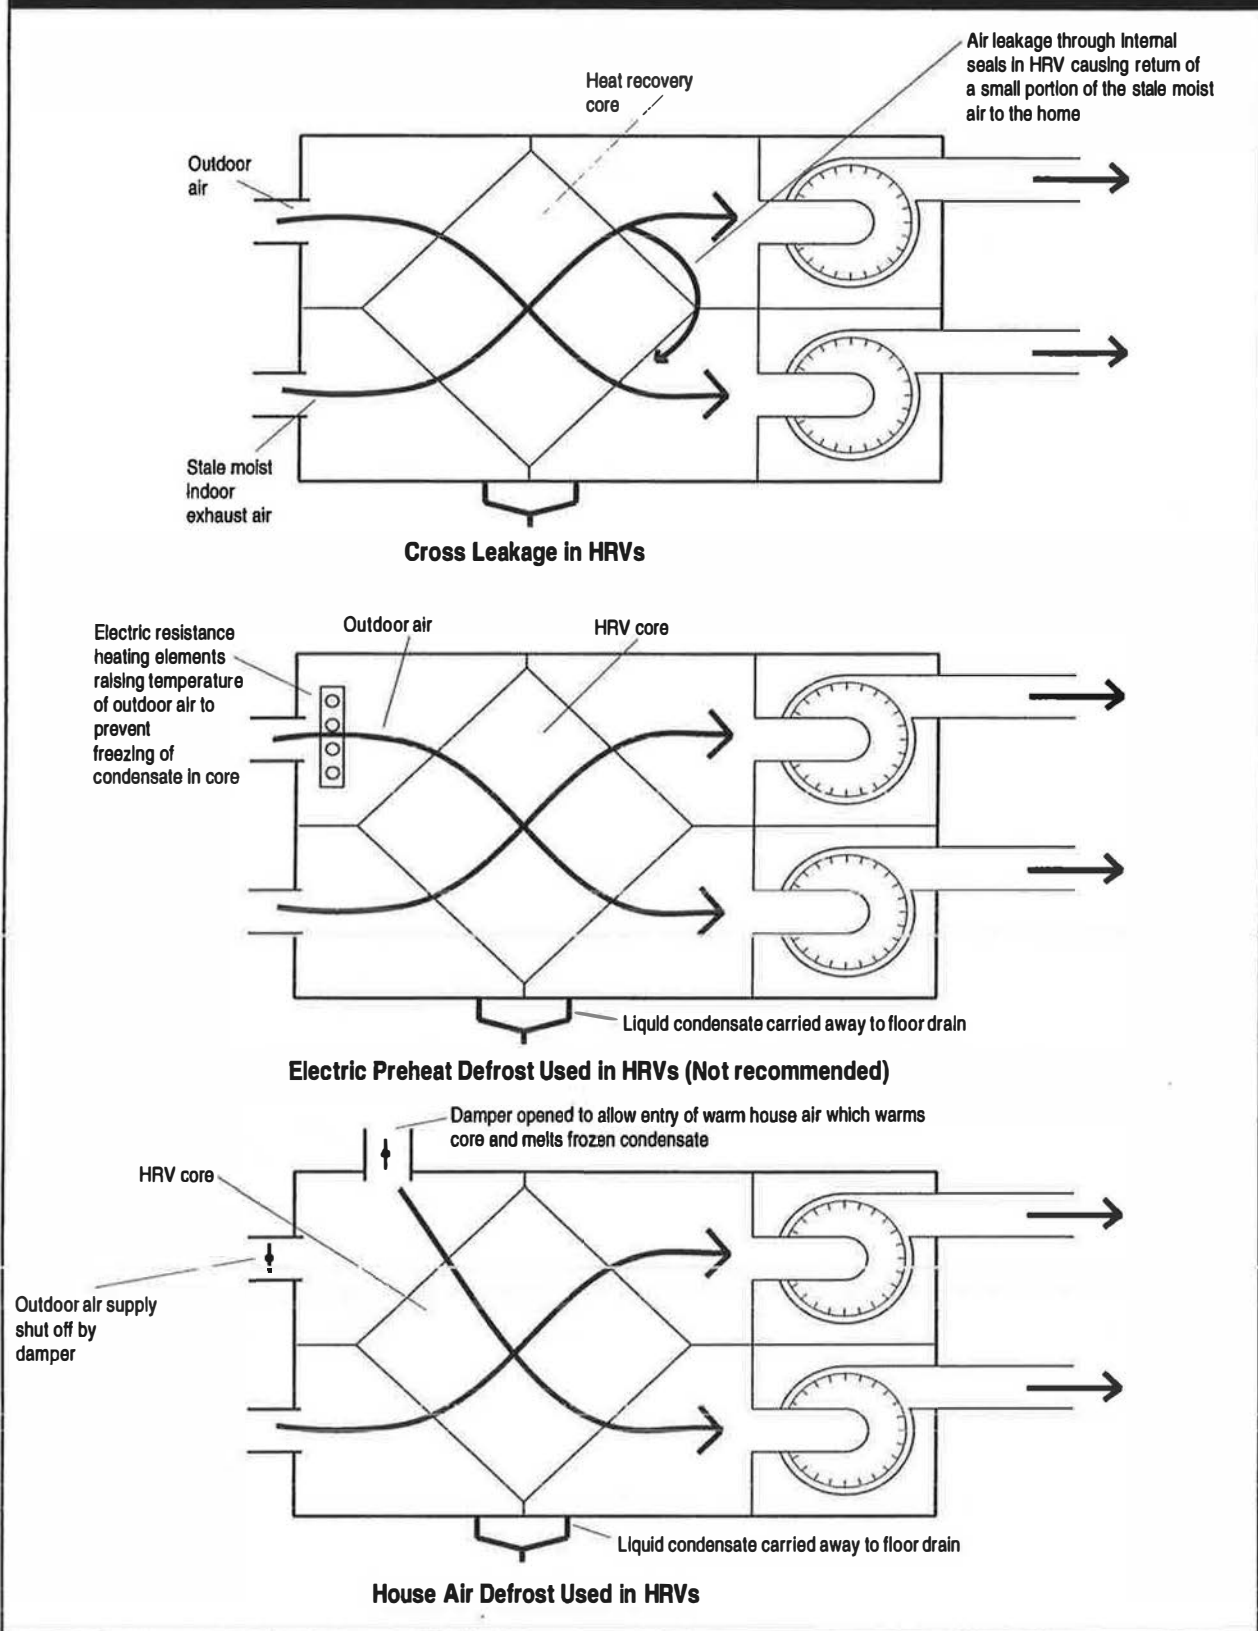 Air leakage through internal
seals in HRV causing return of
a small portion of the stale moist
air to the home
Heat recovery
core
Outdoor
air
Stale moist
indoor
exhaust air
Cross Leakage in HRVs
Electric resistance
heating elements
raising temperature
of outdoor air to
prevent
freezing of
condensate in core
Outdoor air
HRV core
Liquid condensate carried away to floor drain
Electric Preheat Defrost Used in HRVs (Not recommended)
Damper opened to allow entry of warm house air which warms
core and melts frozen condensate
HRV core
Outdoor air supply
shut off by
damper
Liquid condensate carried away to floor drain
House Air Defrost Used in HRVs